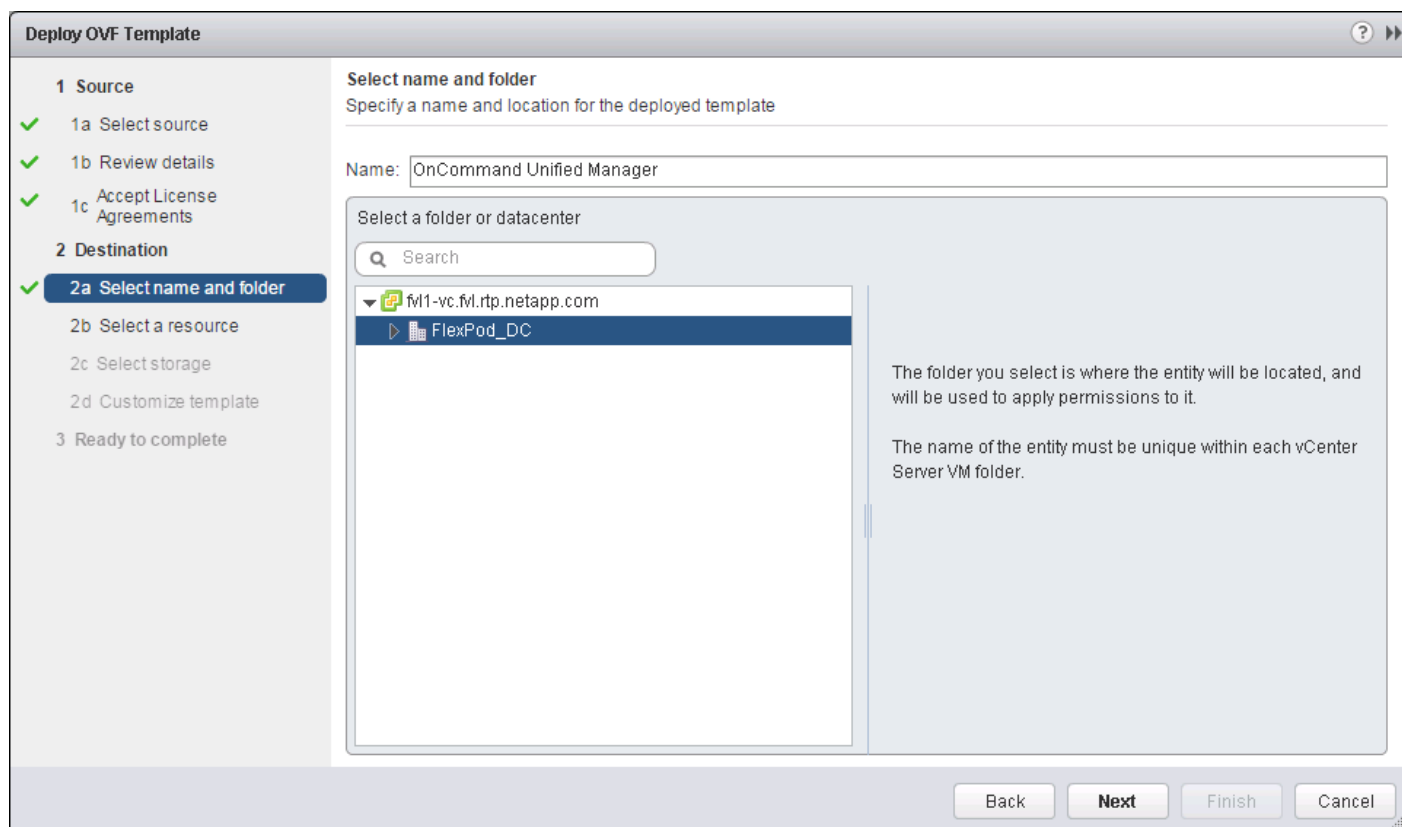 Deploy OVF Template
?
1 Source
1a Select source
1b Review details
1c Accept License
Agreements
2 Destination
2a Select name and folder
2b Select a resource
2c Select storage
2d Customize template
3 Ready to complete
Select name and folder
Specify a name and location for the deployed template
Name: OnCommand Unified Manager
Select a folder or datacenter
Search
fvl1-vc.fvl.rtp.netapp.com
FlexPod_DC
The folder you select is where the entity will be located, and
will be used to apply permissions to it.
The name of the entity must be unique within each vCenter
Server VM folder.
Back Next Finish Cancel